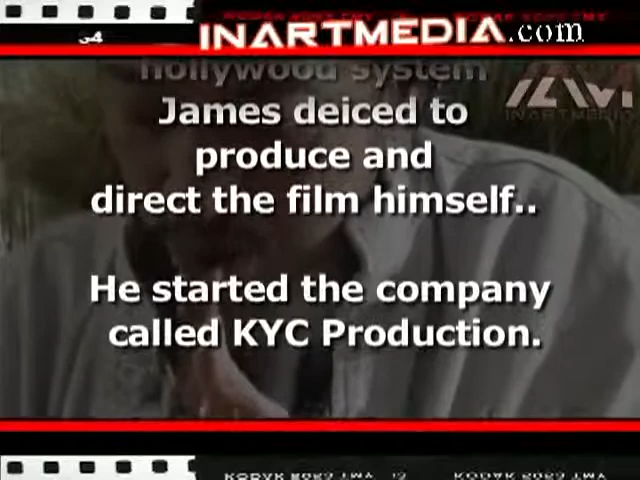 34
INARTMEDIA.com
hollywood system
INARTMEDIA
James deiced to
produce and
direct the film himself..
He started the company
called KYC Production.